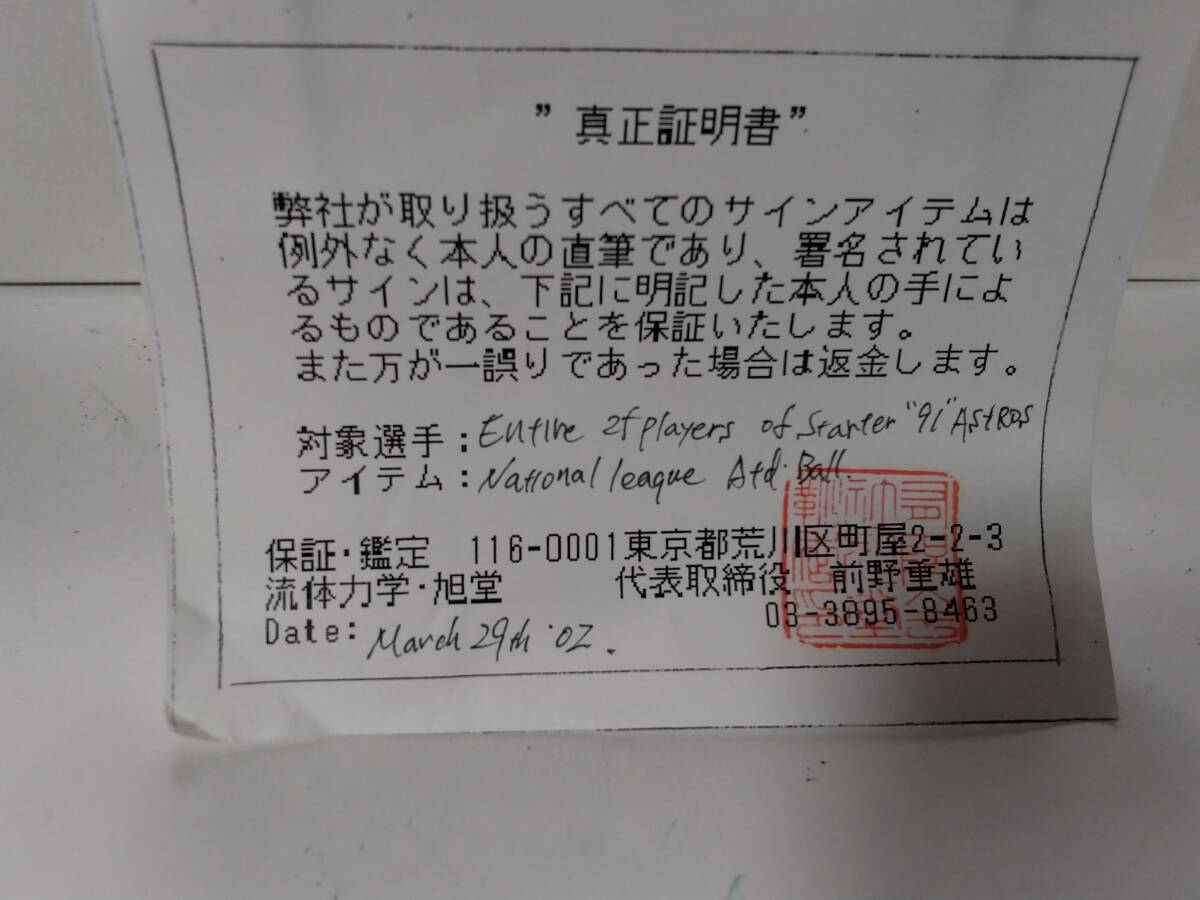 ”真正証明書”
弊社が取り扱うすべてのサインアイテムは
例外なく本人の直筆であり、署名されてい
るサインは、下記に明記した本人の手によ
るものであることを保証いたします。
また万が一誤りであった場合は返金します。
対象選手:Entire 2f players of Starter "91" ASTROS
アイテム:National league Atd. Ball.
保証・鑑定 116-0001東京都荒川区町屋2-2-3
流体力学・旭堂 代表取締役 前野重雄
03-3895-8463
Date: March 29th '02.